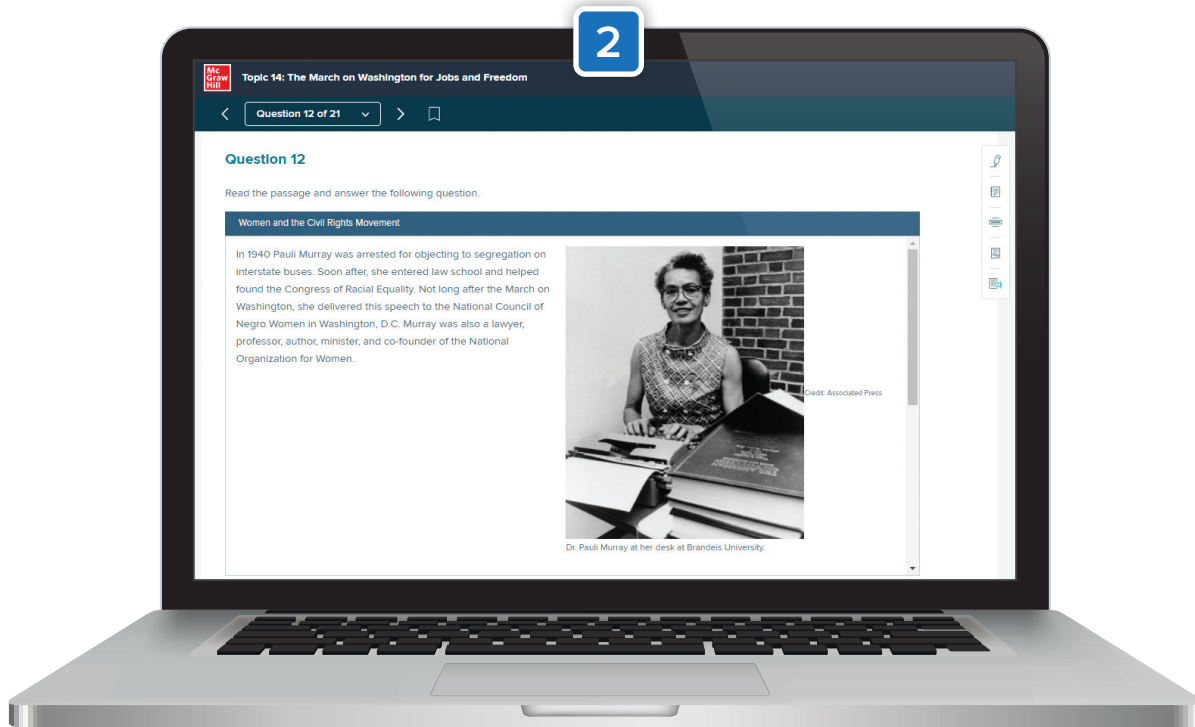 2
Mc
Graw
Hill
Topic 14: The March on Washington for Jobs and Freedom
Question 12 of 21
Question 12
Read the passage and answer the following question.
Women and the Civil Rights Movement
In 1940 Pauli Murray was arrested for objecting to segregation on
interstate buses. Soon after, she entered law school and helped
found the Congress of Racial Equality. Not long after the March on
Washington, she delivered this speech to the National Council of
Negro Women in Washington, D.C. Murray was also a lawyer,
professor, author, minister, and co-founder of the National
Organization for Women.
Credit: Associated Press
Dr. Pauli Murray at her desk at Brandeis University.